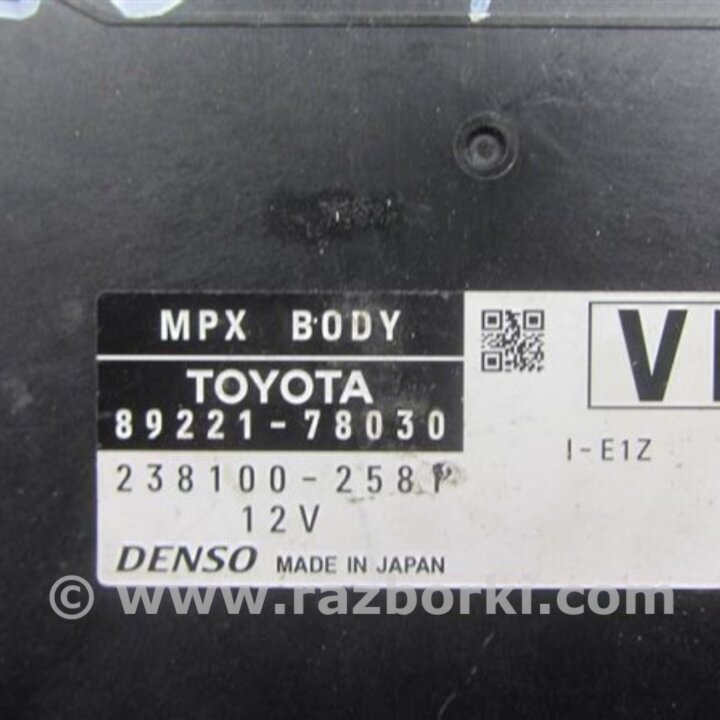 MPX BODY
TOYOTA
89221-78030
238100-2581
12V
DENSO MADE IN JAPAN
I-E1Z
© www.razborki.com